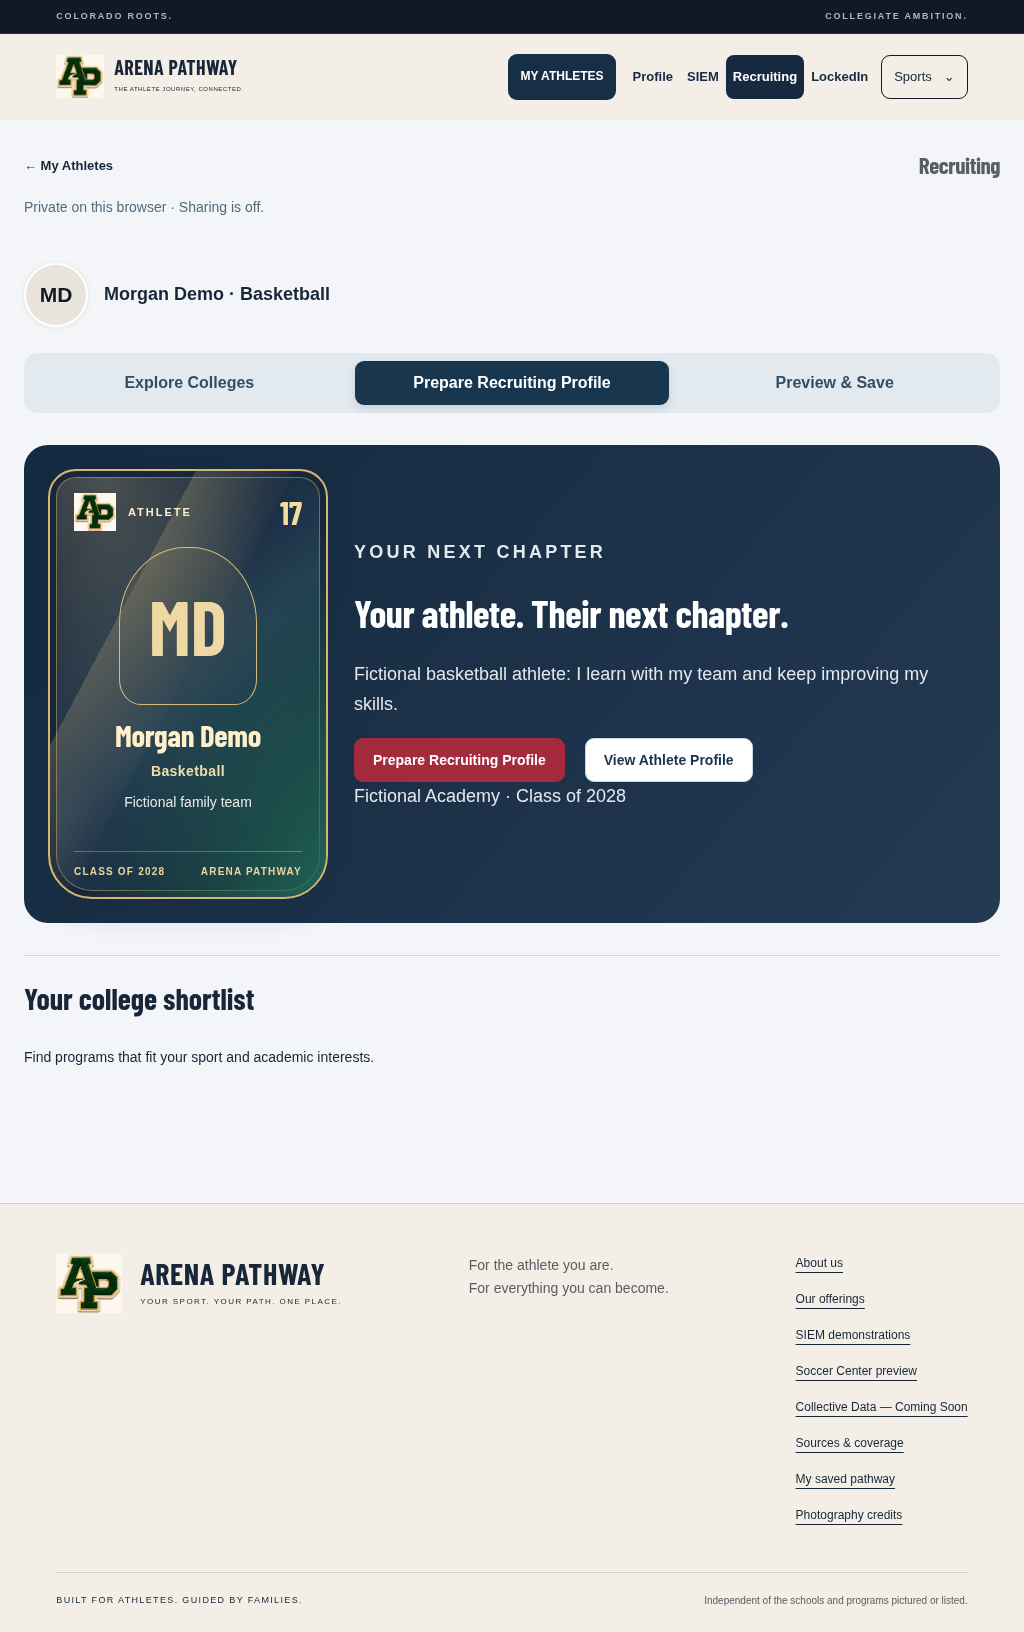 COLORADO ROOTS.
COLLEGIATE AMBITION.
AP
ARENA PATHWAY
THE ATHLETE JOURNEY, CONNECTED.
MY ATHLETES
Profile
SIEM
Recruiting
LockedIn
Sports
← My Athletes
Recruiting
Private on this browser · Sharing is off.
MD
Morgan Demo · Basketball
Explore Colleges
Prepare Recruiting Profile
Preview & Save
AP
ATHLETE
17
MD
Morgan Demo
Basketball
Fictional family team
CLASS OF 2028
ARENA PATHWAY
YOUR NEXT CHAPTER
Your athlete. Their next chapter.
Fictional basketball athlete: I learn with my team and keep improving my
skills.
Prepare Recruiting Profile
View Athlete Profile
Fictional Academy · Class of 2028
Your college shortlist
Find programs that fit your sport and academic interests.
AP
ARENA PATHWAY
YOUR SPORT. YOUR PATH. ONE PLACE.
For the athlete you are.
For everything you can become.
About us
Our offerings
SIEM demonstrations
Soccer Center preview
Collective Data — Coming Soon
Sources & coverage
My saved pathway
Photography credits
BUILT FOR ATHLETES. GUIDED BY FAMILIES.
Independent of the schools and programs pictured or listed.